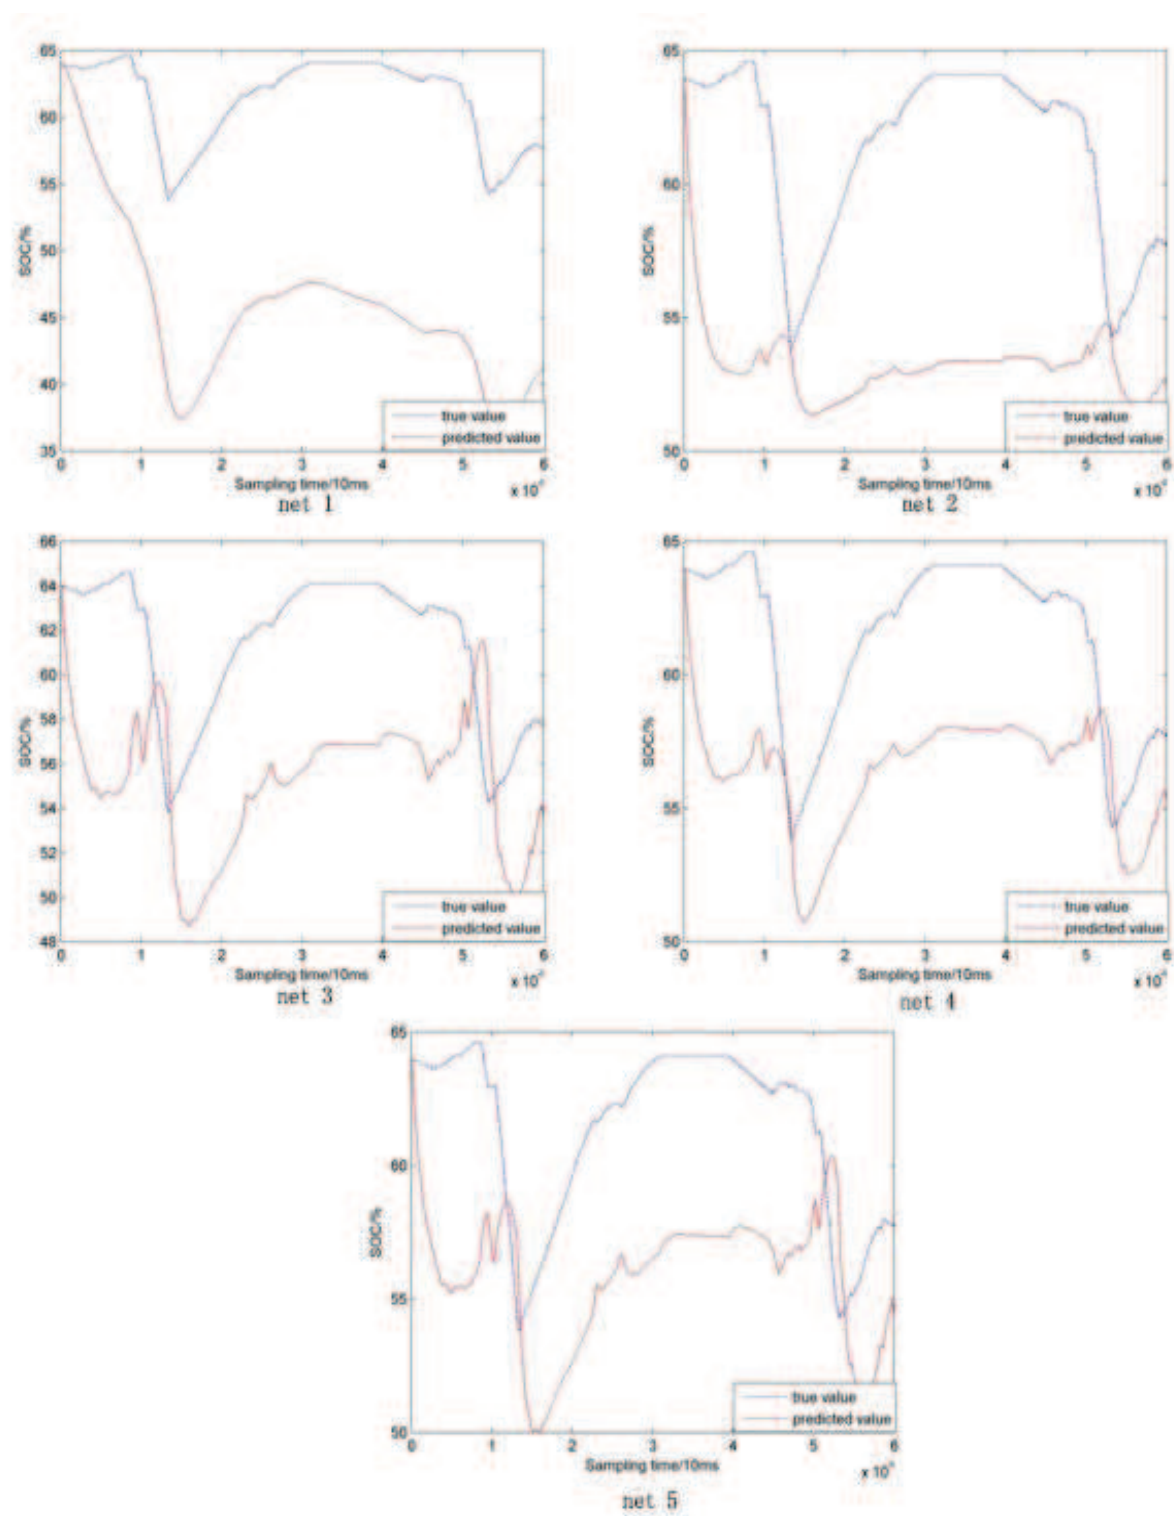 65
60
55
50
45
40
35
SOC/%
0 1 2 3 4 5 6
Sampling time/10ms
true value
predicted value
net 1
65
60
55
50
SOC/%
0 1 2 3 4 5 6
Sampling time/10ms
true value
predicted value
net 2
66
64
62
60
58
56
54
52
50
48
SOC/%
0 1 2 3 4 5 6
Sampling time/10ms
true value
predicted value
net 3
65
60
55
50
SOC/%
0 1 2 3 4 5 6
Sampling time/10ms
true value
predicted value
net 4
65
60
55
50
SOC/%
0 1 2 3 4 5 6
Sampling time/10ms
true value
predicted value
net 5